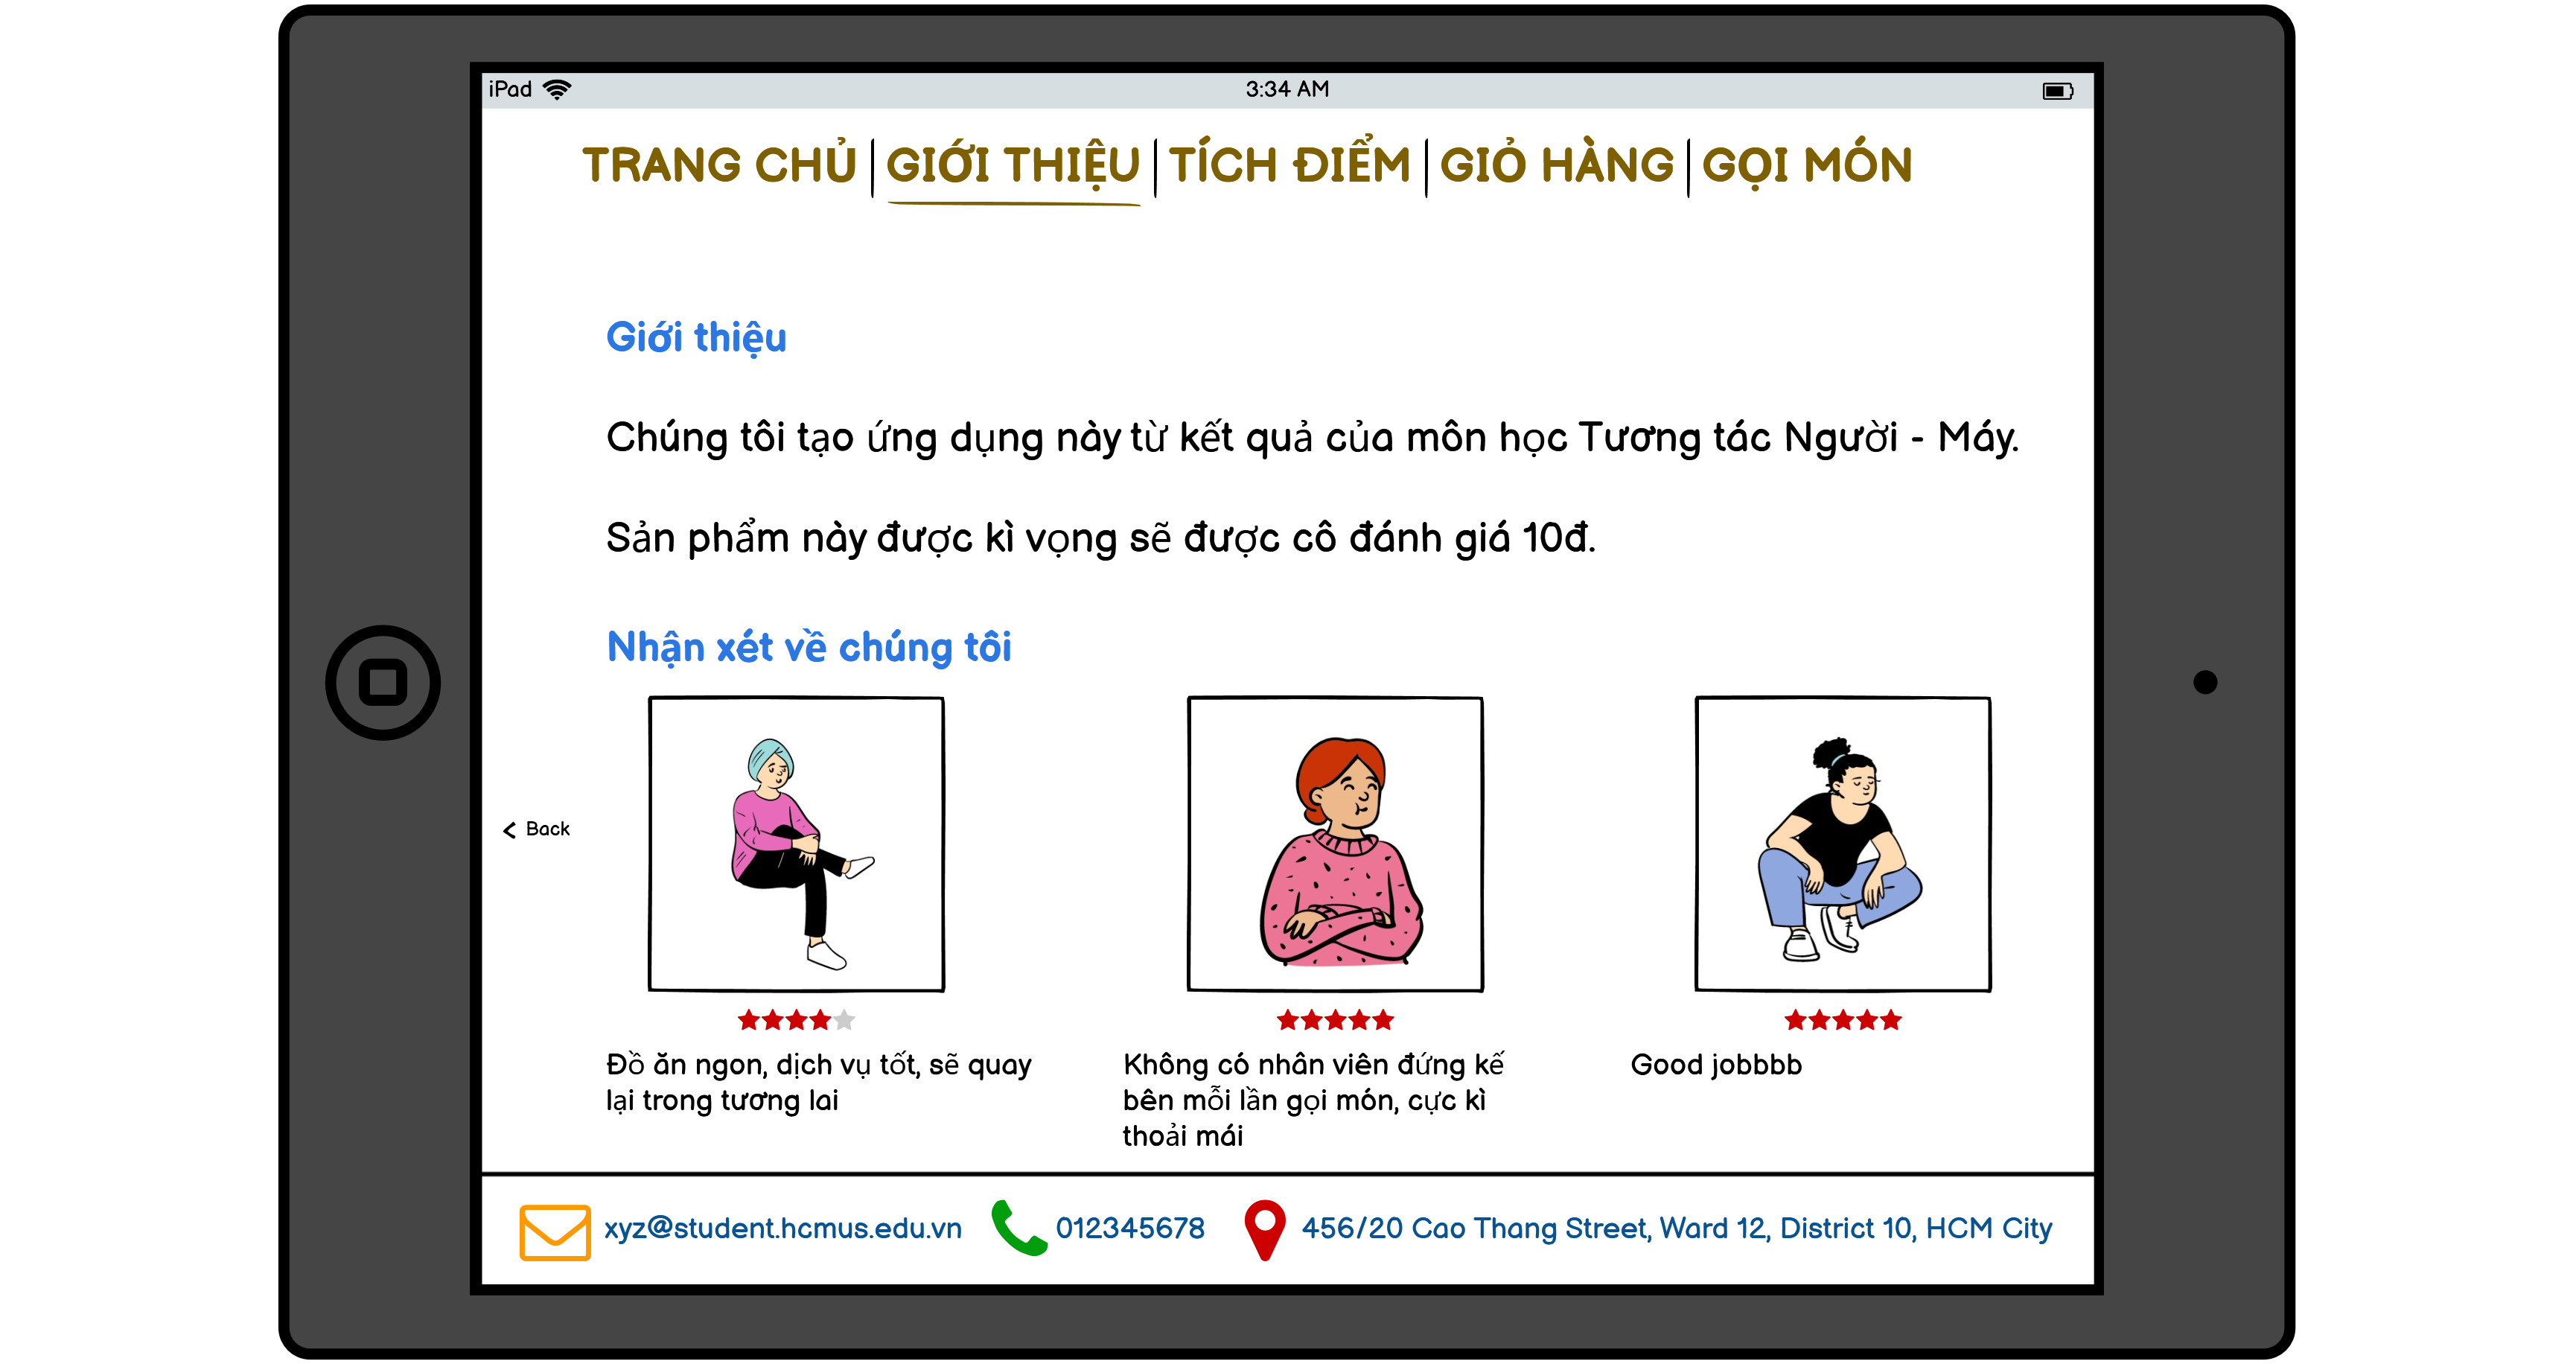 iPad 3:34 AM
TRANG CHỦ GIỚI THIỆU TÍCH ĐIỂM GIỎ HÀNG GỌI MÓN
Giới thiệu
Chúng tôi tạo ứng dụng này từ kết quả của môn học Tương tác Người - Máy.
Sản phẩm này được kì vọng sẽ được cô đánh giá 10đ.
Nhận xét về chúng tôi
Back
Đồ ăn ngon, dịch vụ tốt, sẽ quay
lại trong tương lai
Không có nhân viên đứng kế
bên mỗi lần gọi món, cực kì
thoải mái
Good jobbbb
xyz@student.hcmus.edu.vn 012345678 456/20 Cao Thang Street, Ward 12, District 10, HCM City